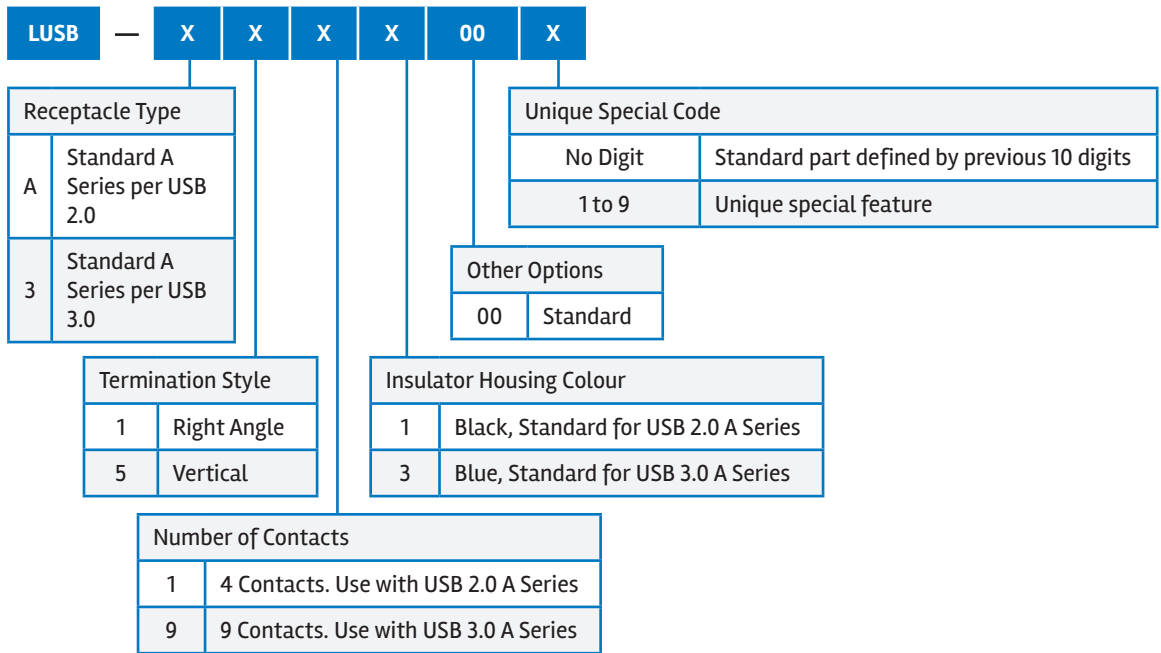 LUSB — X X X X 00 X
Receptacle Type
A Standard A
Series per USB
2.0
3 Standard A
Series per USB
3.0
Unique Special Code
No Digit Standard part defined by previous 10 digits
1 to 9 Unique special feature
Other Options
00 Standard
Termination Style
1 Right Angle
5 Vertical
Insulator Housing Colour
1 Black, Standard for USB 2.0 A Series
3 Blue, Standard for USB 3.0 A Series
Number of Contacts
1 4 Contacts. Use with USB 2.0 A Series
9 9 Contacts. Use with USB 3.0 A Series